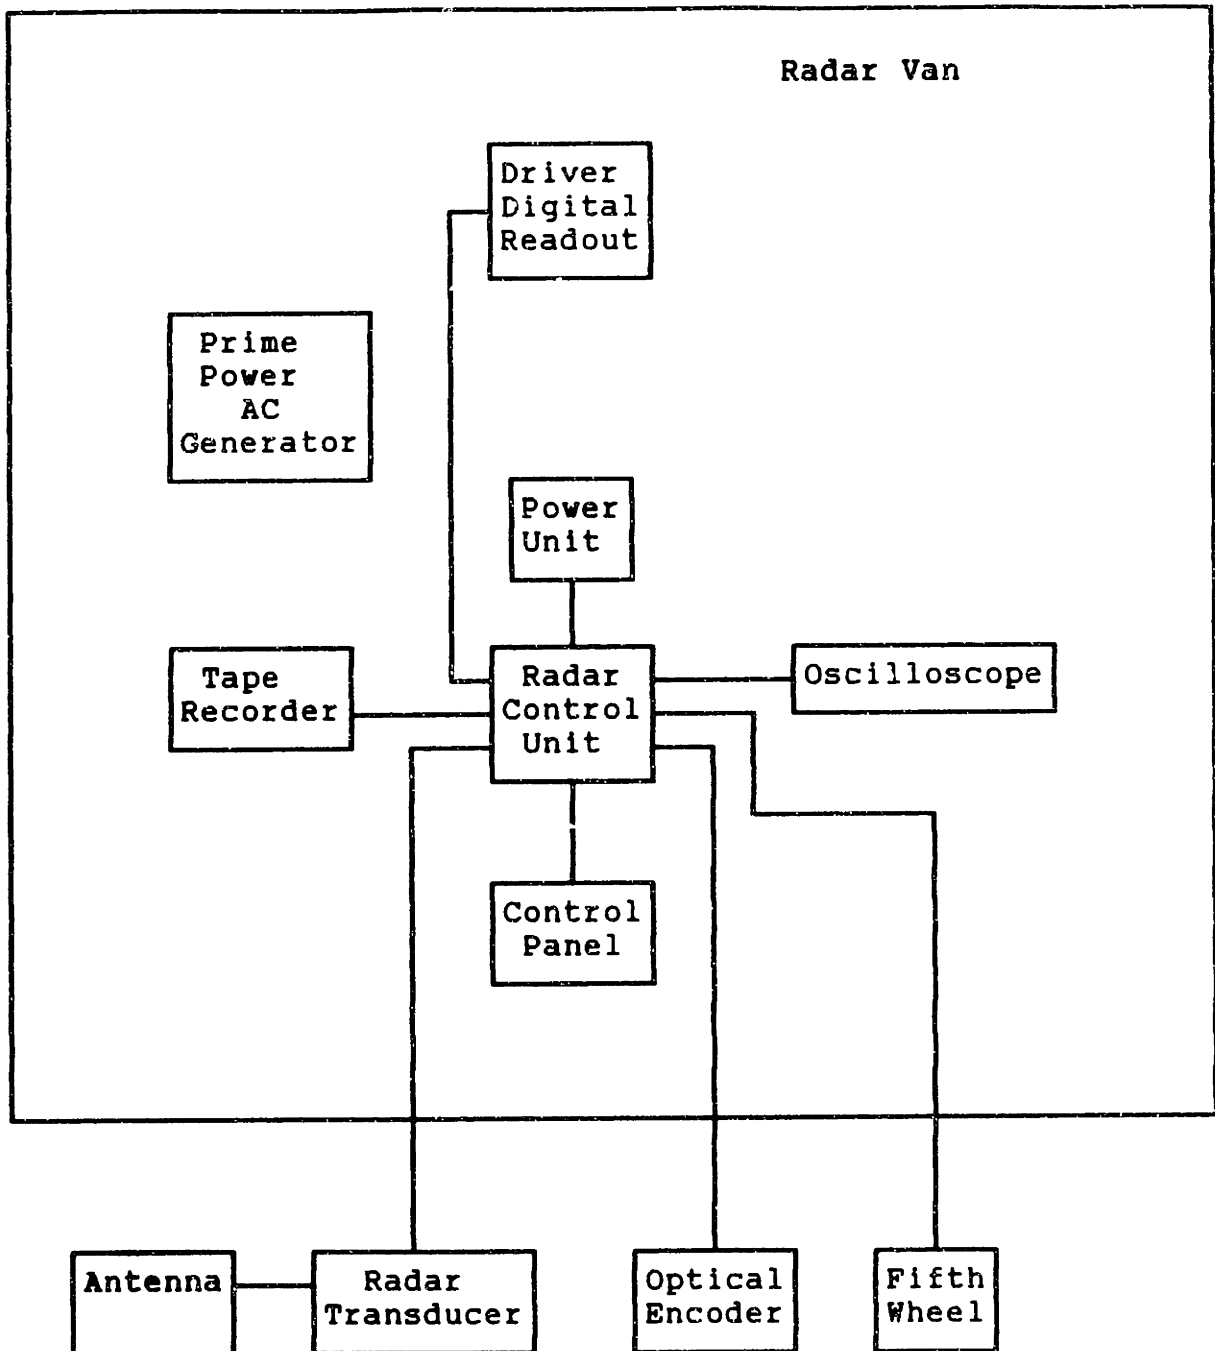 Radar Van
Driver
Digital
Readout
Prime
Power
AC
Generator
Power
Unit
Tape
Recorder
Radar
Control
Unit
Oscilloscope
Control
Panel
Antenna
Radar
Transducer
Optical
Encoder
Fifth
Wheel